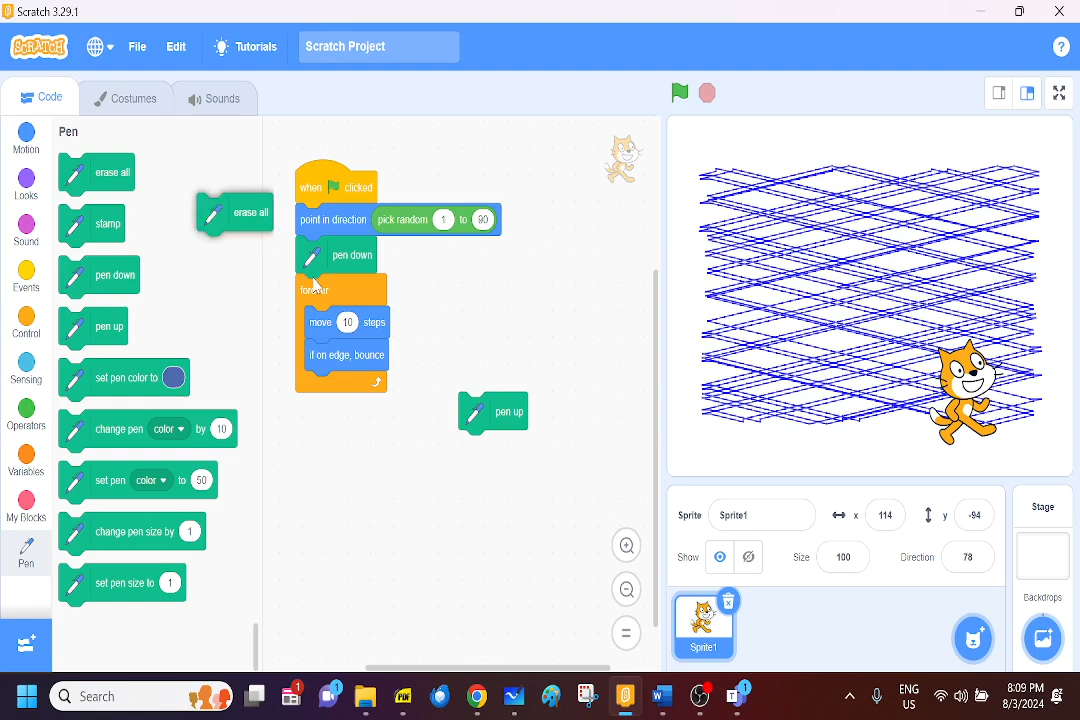 Scratch 3.29.1
SCRATCH File Edit Tutorials Scratch Project ?
Code Costumes Sounds
Motion
Looks
Sound
Events
Control
Sensing
Operators
Variables
My Blocks
Pen
Pen
erase all
stamp
pen down
pen up
set pen color to
change pen color by 10
set pen color to 50
change pen size by 1
set pen size to 1
erase all
when clicked
point in direction pick random 1 to 90
pen down
forever
move 10 steps
if on edge, bounce
pen up
Sprite Sprite1 x 114 y -94
Show Size 100 Direction 78
Sprite1
Stage
Backdrops
1
Search 1 1 PDF 1 ENG
US 8:09 PM
8/3/2024